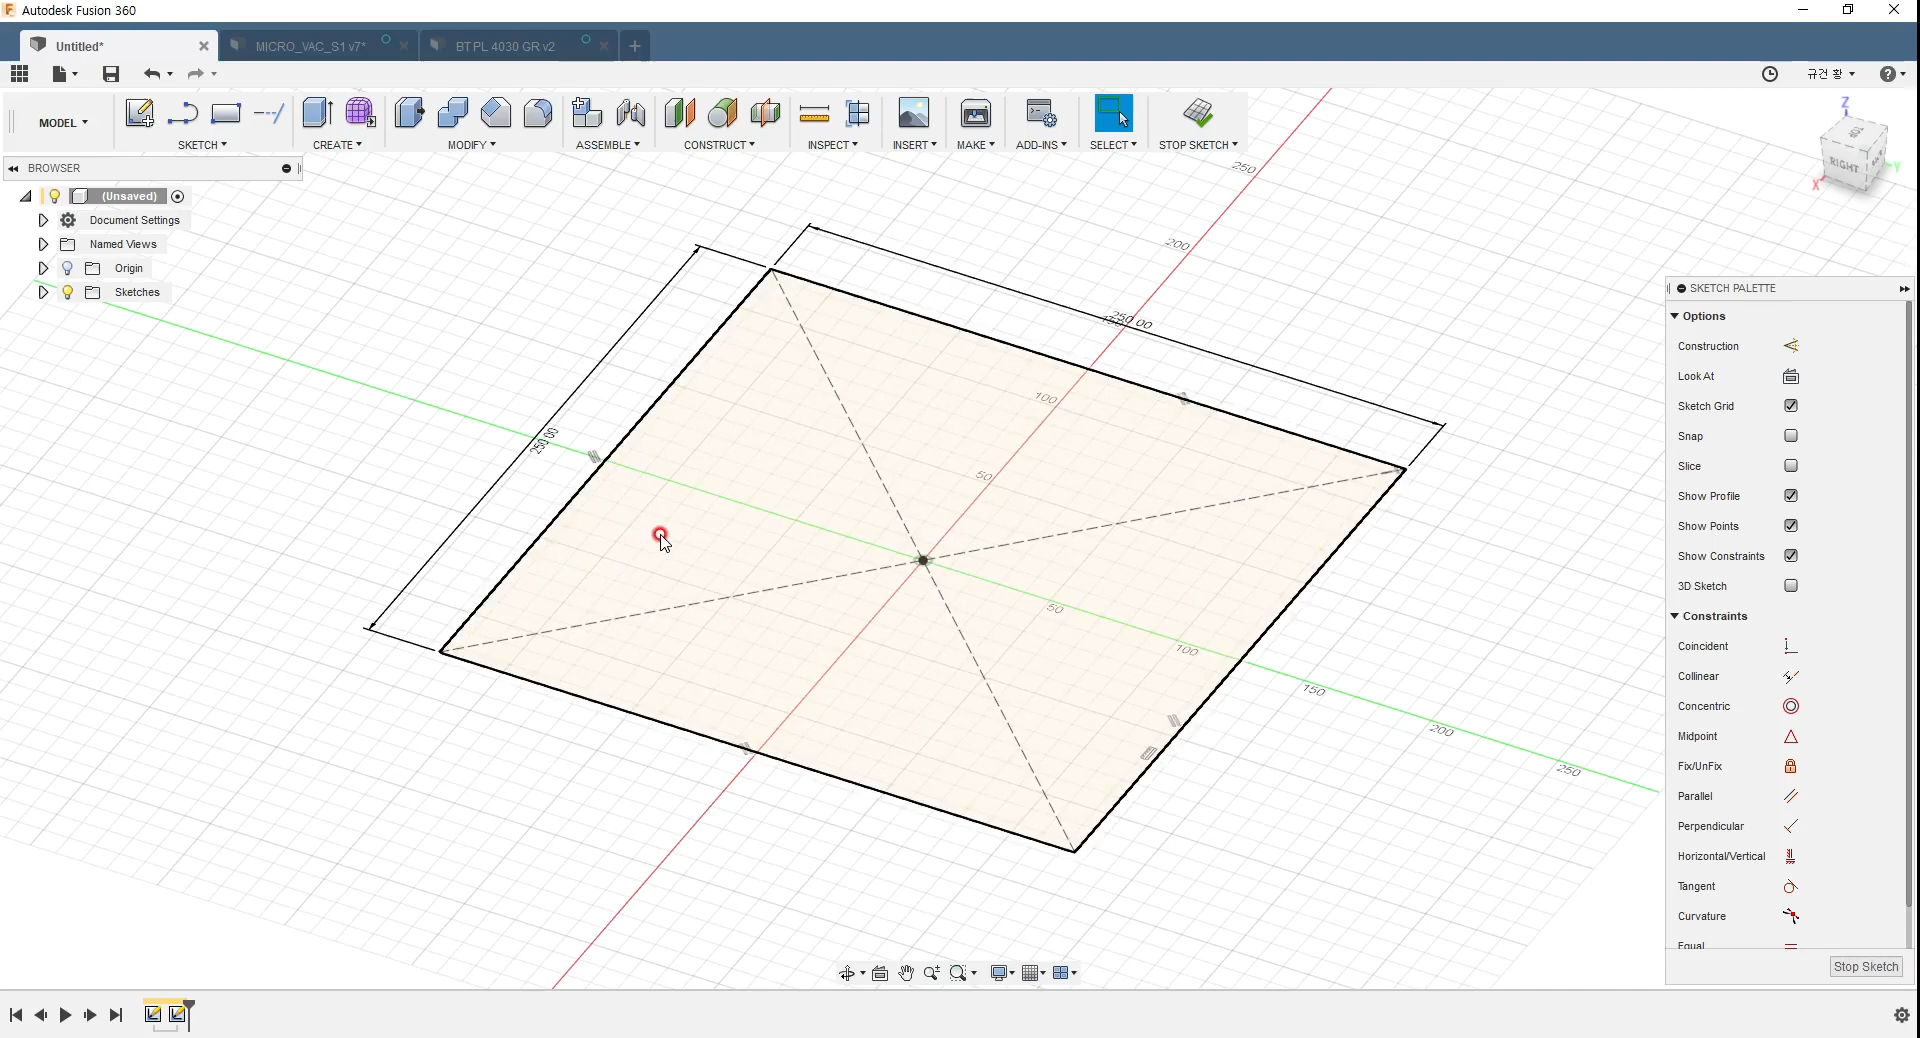 Autodesk Fusion 360
Untitled*
MICRO_VAC_S1 v7*
BT PL 4030 GR v2
규건 황
MODEL
SKETCH
CREATE
MODIFY
ASSEMBLE
CONSTRUCT
INSPECT
INSERT
MAKE
ADD-INS
SELECT
STOP SKETCH
BROWSER
(Unsaved)
Document Settings
Named Views
Origin
Sketches
Z
RIGHT
Y
X
250
200
250.00
100
50
250.00
50
100
150
200
250
SKETCH PALETTE
Options
Construction
Look At
Sketch Grid
Snap
Slice
Show Profile
Show Points
Show Constraints
3D Sketch
Constraints
Coincident
Collinear
Concentric
Midpoint
Fix/UnFix
Parallel
Perpendicular
Horizontal/Vertical
Tangent
Curvature
Equal
Stop Sketch